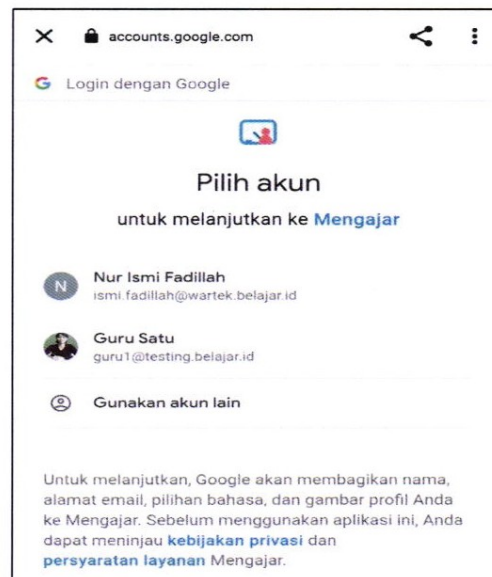 accounts.google.com
Login dengan Google
Pilih akun
untuk melanjutkan ke Mengajar
N
Nur Ismi Fadillah
ismi.fadillah@wartek.belajar.id
Guru Satu
guru1@testing.belajar.id
Gunakan akun lain
Untuk melanjutkan, Google akan membagikan nama,
alamat email, pilihan bahasa, dan gambar profil Anda
ke Mengajar. Sebelum menggunakan aplikasi ini, Anda
dapat meninjau kebijakan privasi dan
persyaratan layanan Mengajar.